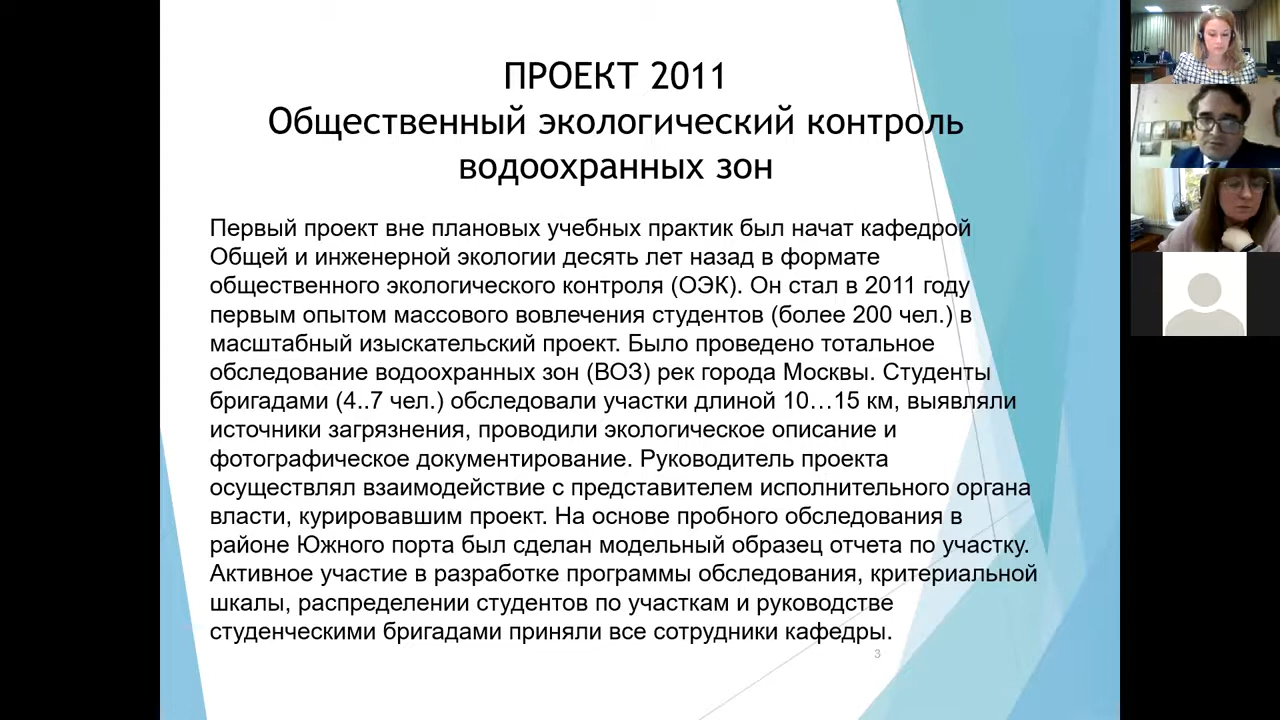 ПРОЕКТ 2011
Общественный экологический контроль
водоохранных зон
Первый проект вне плановых учебных практик был начат кафедрой
Общей и инженерной экологии десять лет назад в формате
общественного экологического контроля (ОЭК). Он стал в 2011 году
первым опытом массового вовлечения студентов (более 200 чел.) в
масштабный изыскательский проект. Было проведено тотальное
обследование водоохранных зон (ВОЗ) рек города Москвы. Студенты
бригадами (4..7 чел.) обследовали участки длиной 10…15 км, выявляли
источники загрязнения, проводили экологическое описание и
фотографическое документирование. Руководитель проекта
осуществлял взаимодействие с представителем исполнительного органа
власти, курировавшим проект. На основе пробного обследования в
районе Южного порта был сделан модельный образец отчета по участку.
Активное участие в разработке программы обследования, критериальной
шкалы, распределении студентов по участкам и руководстве
студенческими бригадами приняли все сотрудники кафедры.
3